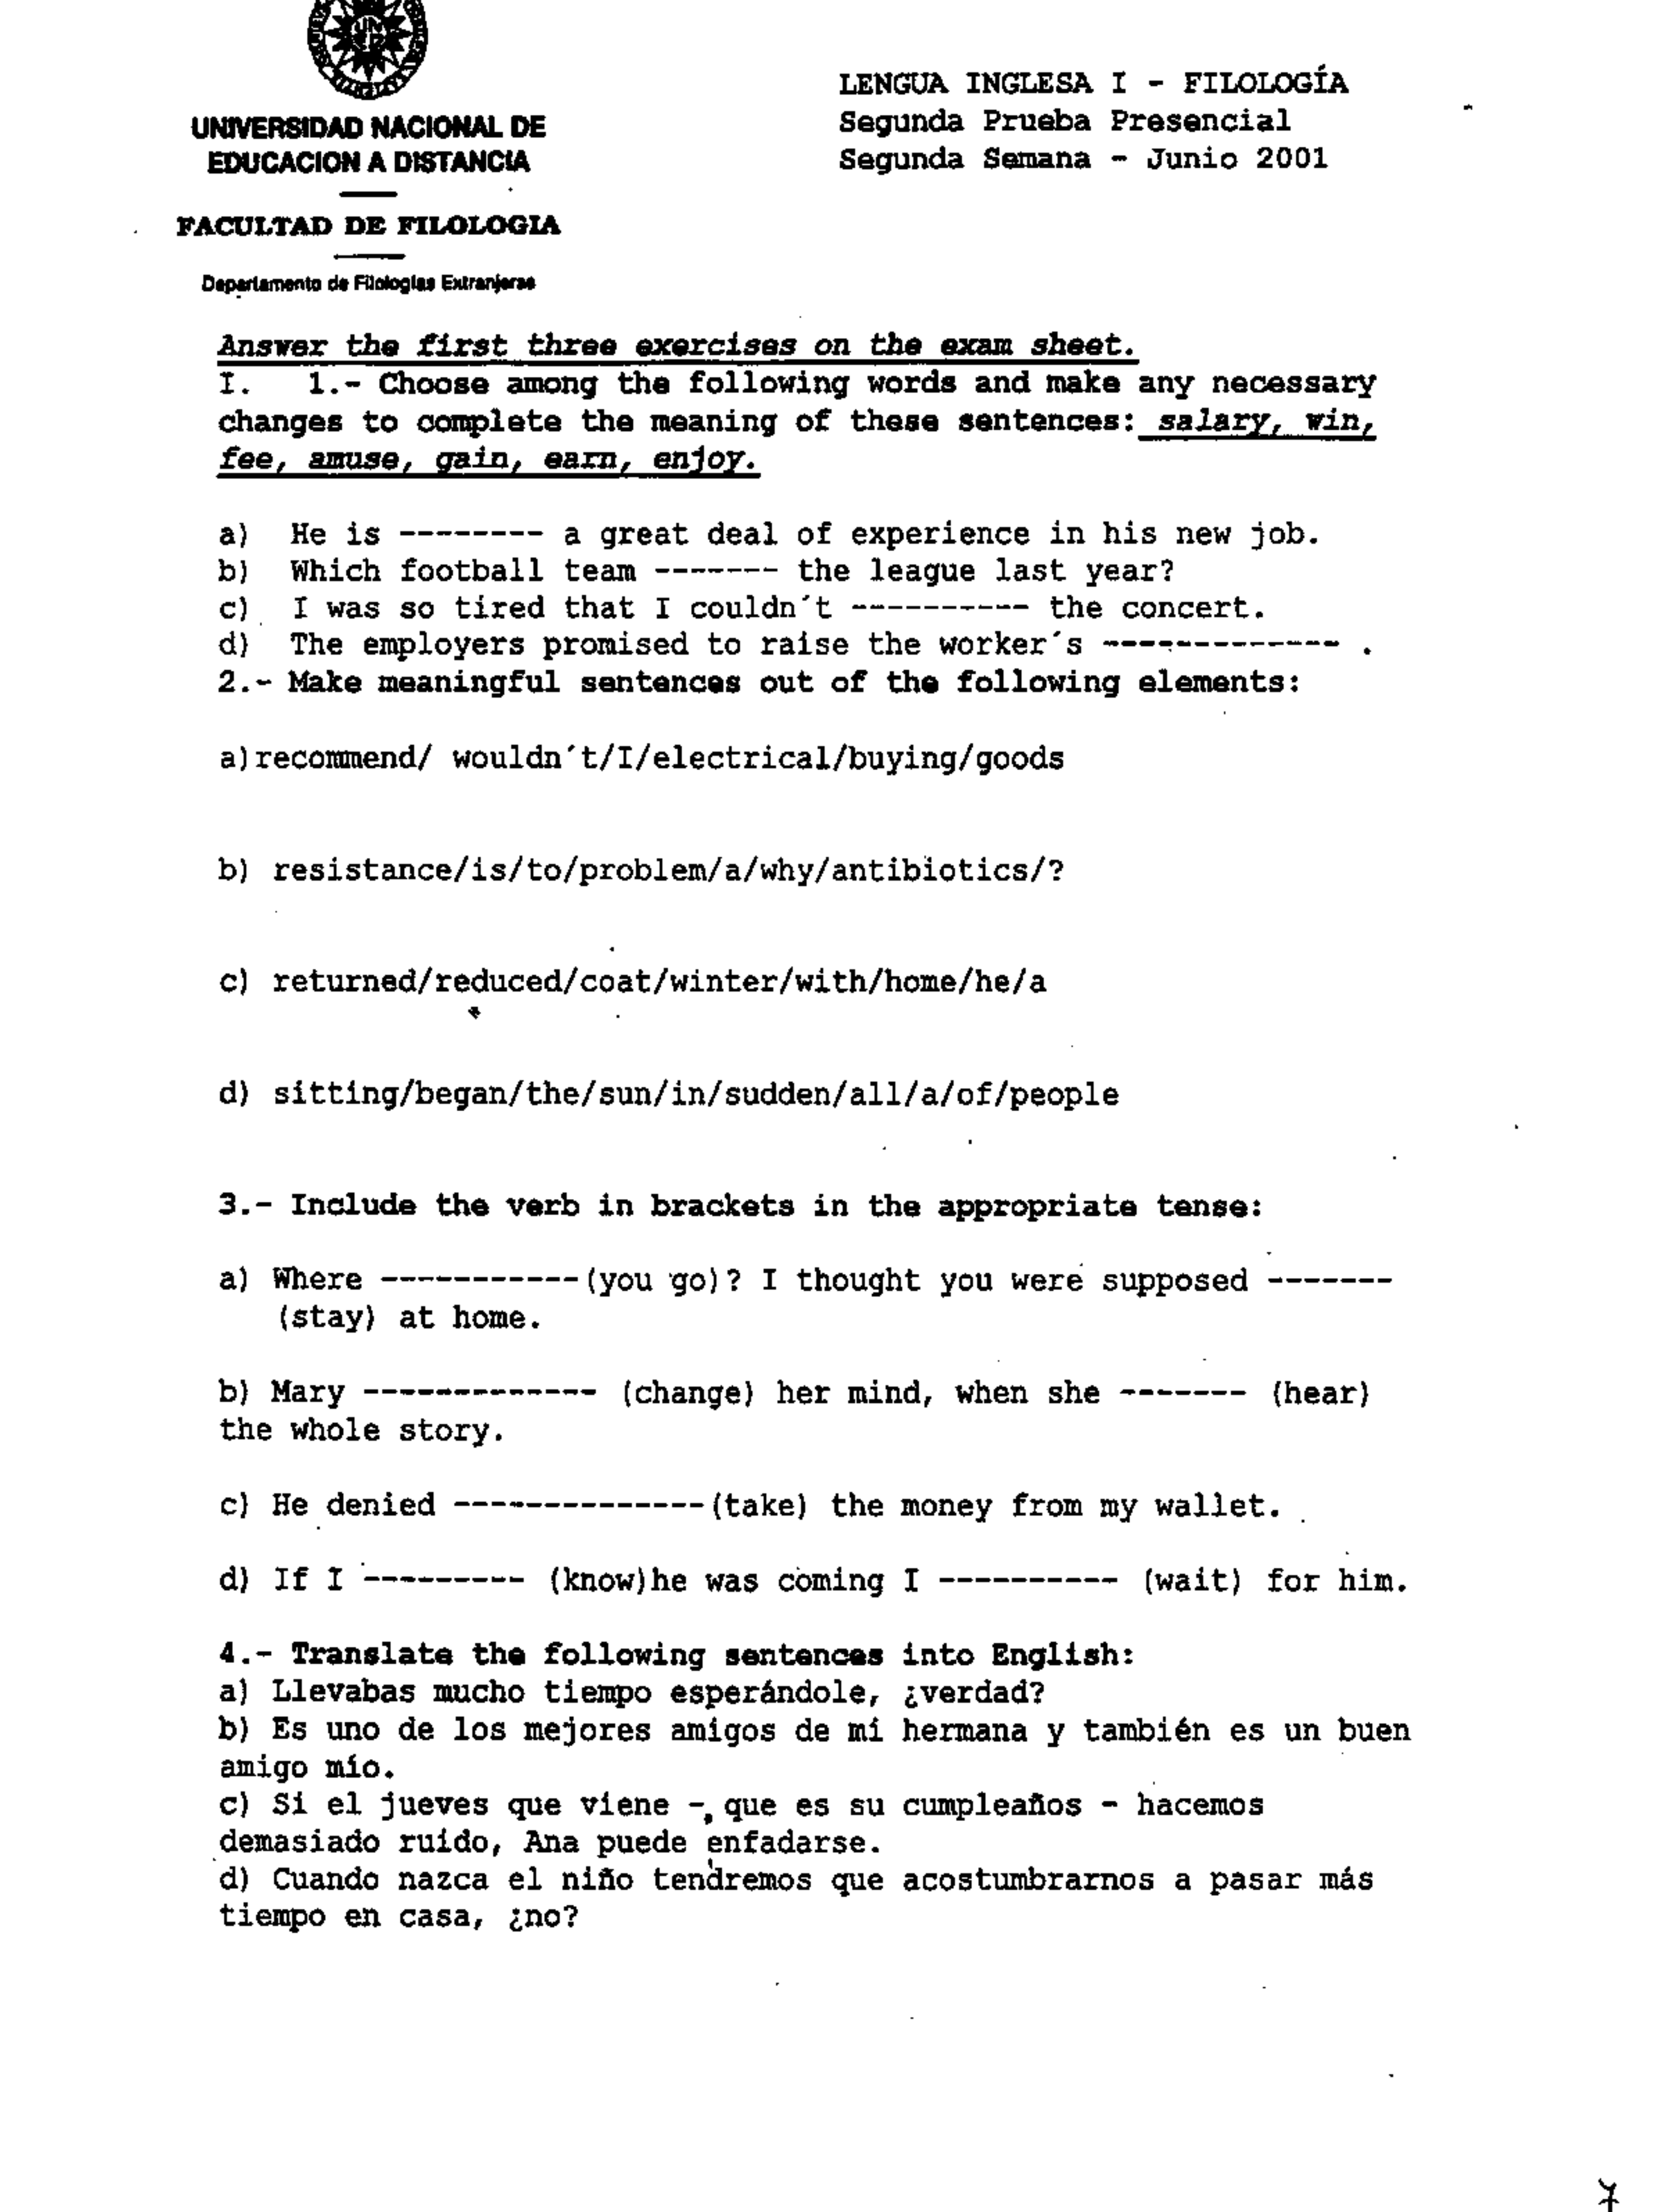 UNIVERSIDAD NACIONAL DE
EDUCACION A DISTANCIA
FACULTAD DE FILOLOGIA
Departamento de Filologías Extranjeras
LENGUA INGLESA I - FILOLOGÍA
Segunda Prueba Presencial
Segunda Semana - Junio 2001
Answer the first three exercises on the exam sheet.
I. 1.- Choose among the following words and make any necessary
changes to complete the meaning of these sentences: salary, win,
fee, amuse, gain, earn, enjoy.
a) He is -------- a great deal of experience in his new job.
b) Which football team ------- the league last year?
c) I was so tired that I couldn´t ---------- the concert.
d) The employers promised to raise the worker´s ------------- .
2.- Make meaningful sentences out of the following elements:
a)recommend/ wouldn´t/I/electrical/buying/goods
b) resistance/is/to/problem/a/why/antibiotics/?
c) returned/reduced/coat/winter/with/home/he/a
d) sitting/began/the/sun/in/sudden/all/a/of/people
3.- Include the verb in brackets in the appropriate tense:
a) Where -----------(you go)? I thought you were supposed -------
(stay) at home.
b) Mary ------------- (change) her mind, when she ------- (hear)
the whole story.
c) He denied --------------(take) the money from my wallet.
d) If I --------- (know)he was coming I ---------- (wait) for him.
4.- Translate the following sentences into English:
a) Llevabas mucho tiempo esperándole, ¿verdad?
b) Es uno de los mejores amigos de mi hermana y también es un buen
amigo mío.
c) Si el jueves que viene -, que es su cumpleaños - hacemos
demasiado ruido, Ana puede enfadarse.
d) Cuando nazca el niño tendremos que acostumbrarnos a pasar más
tiempo en casa, ¿no?